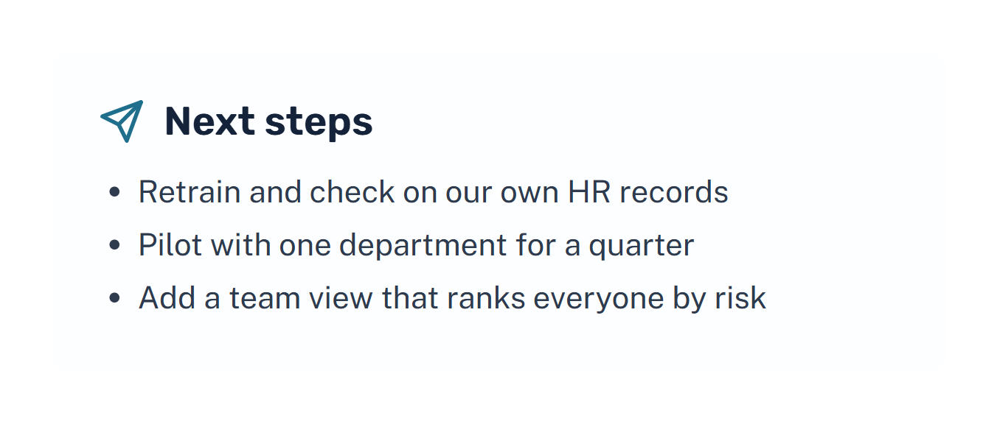 Next steps
• Retrain and check on our own HR records
• Pilot with one department for a quarter
• Add a team view that ranks everyone by risk